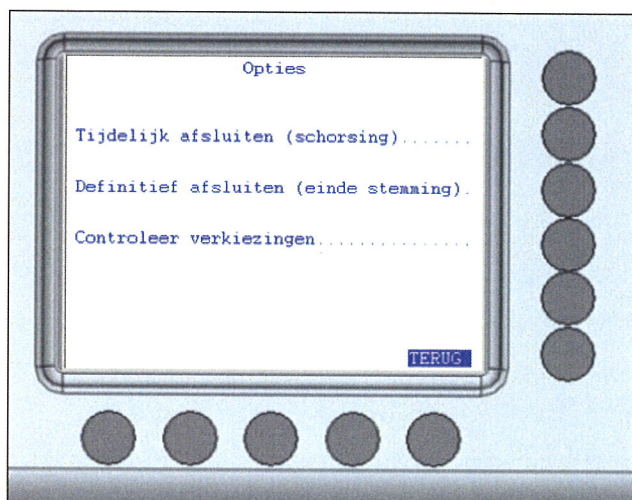 Opties
Tijdelijk afsluiten (schorsing).......
Definitief afsluiten (einde stemming).
Controleer verkiezingen...............
TERUG